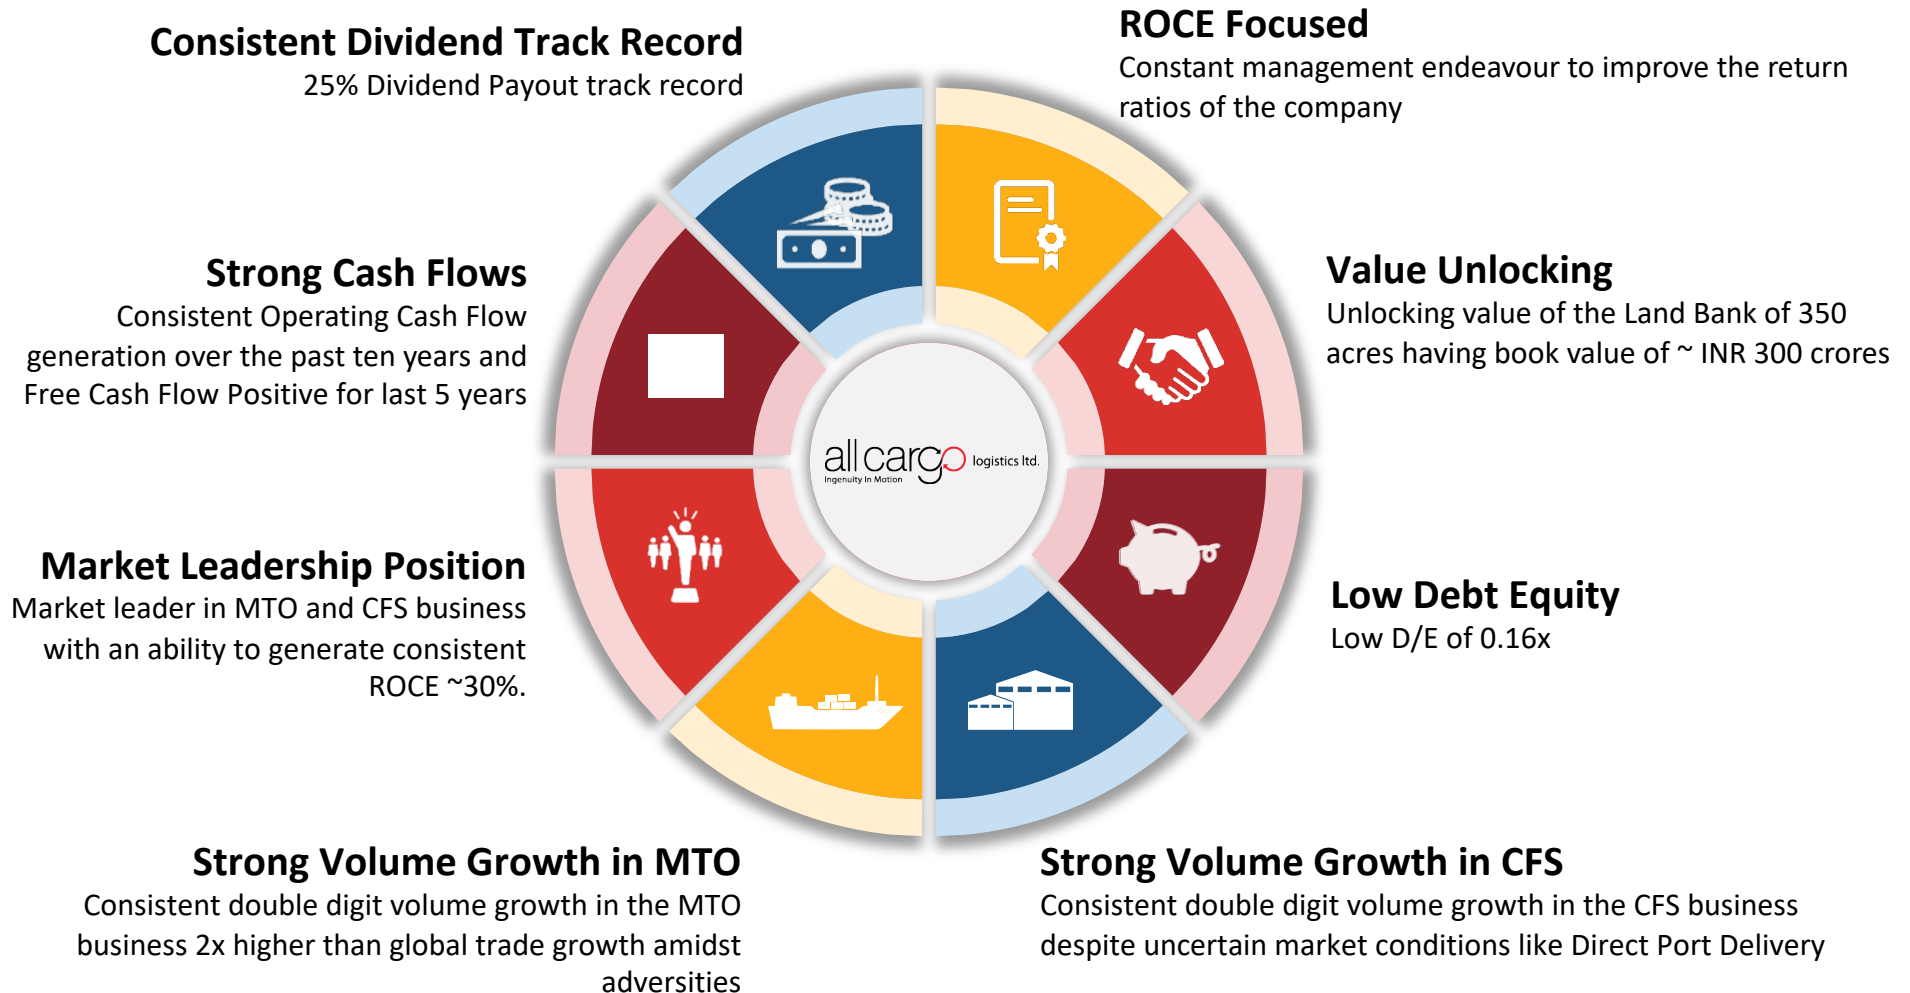 Consistent Dividend Track Record
25% Dividend Payout track record
ROCE Focused
Constant management endeavour to improve the return
ratios of the company
Strong Cash Flows
Consistent Operating Cash Flow
generation over the past ten years and
Free Cash Flow Positive for last 5 years
Value Unlocking
Unlocking value of the Land Bank of 350
acres having book value of ~ INR 300 crores
allcargo logistics ltd.
Ingenuity In Motion
Market Leadership Position
Market leader in MTO and CFS business
with an ability to generate consistent
ROCE ~30%.
Low Debt Equity
Low D/E of 0.16x
Strong Volume Growth in MTO
Consistent double digit volume growth in the MTO
business 2x higher than global trade growth amidst
adversities
Strong Volume Growth in CFS
Consistent double digit volume growth in the CFS business
despite uncertain market conditions like Direct Port Delivery